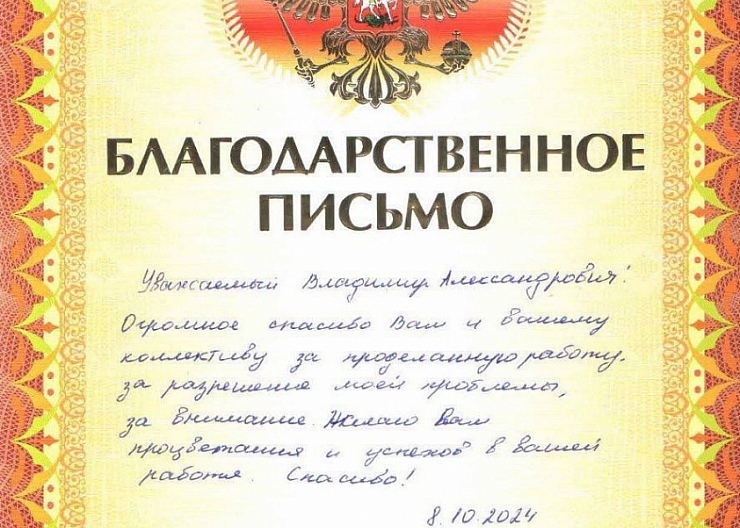 БЛАГОДАРСТВЕННОЕ
ПИСЬМО
Уважаемый Владимир Александрович!
Огромное спасибо Вам и вашему
коллективу за проделанную работу.
за разрешение моей проблемы,
за внимание. Желаю Вам
процветания и успехов в вашей
работе. Спасибо!
8.10.2024